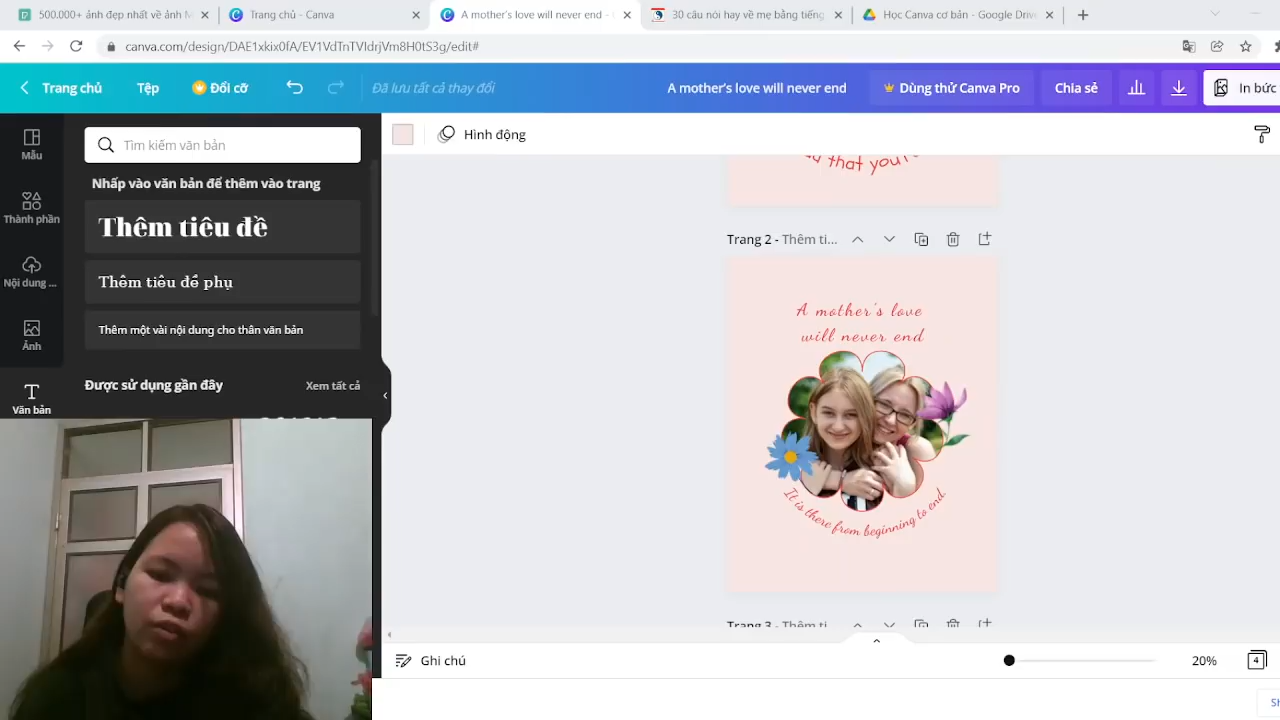 500.000+ ảnh đẹp nhất về ảnh M
Trang chủ - Canva
A mother's love will never end -
30 câu nói hay về mẹ bằng tiếng
Học Canva cơ bản - Google Drive
canva.com/design/DAE1xkix0fA/EV1VdTnTVIdrjVm8H0tS3g/edit#
Trang chủ
Tệp
Đổi cỡ
Đã lưu tất cả thay đổi
A mother's love will never end
Dùng thử Canva Pro
Chia sẻ
In bức
Mẫu
Thành phần
Nội dung ...
Ảnh
Văn bản
Tìm kiếm văn bản
Nhấp vào văn bản để thêm vào trang
Thêm tiêu đề
Thêm tiêu đề phụ
Thêm một vài nội dung cho thân văn bản
Được sử dụng gần đây
Xem tất cả
Hình động
that you'r
Trang 2 - Thêm ti...
A mother's love
will never end
It is there from beginning to end.
Trang 3 - Thêm ti
Ghi chú
20%
4